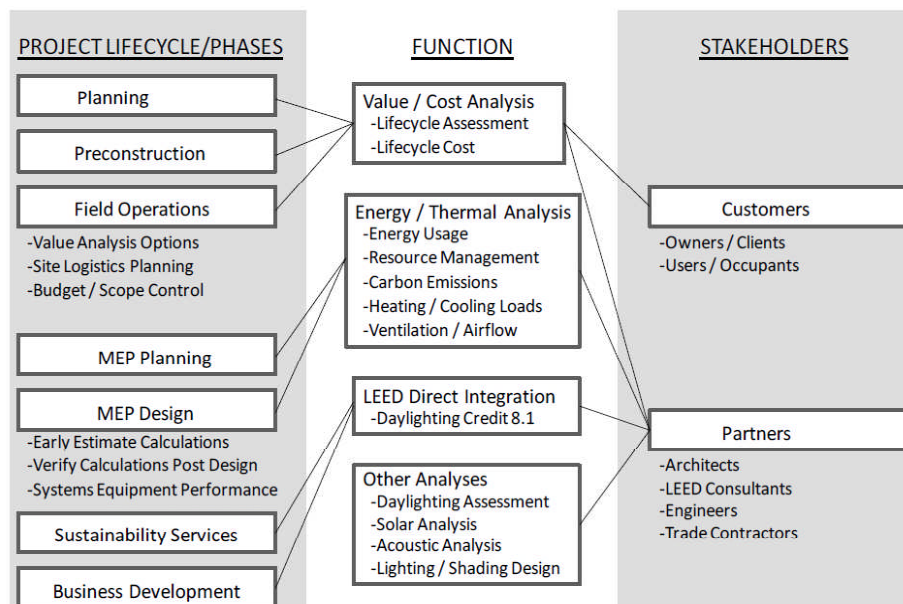 PROJECT LIFECYCLE/PHASES
Planning
Preconstruction
Field Operations
-Value Analysis Options
-Site Logistics Planning
-Budget / Scope Control
MEP Planning
MEP Design
-Early Estimate Calculations
-Verify Calculations Post Design
-Systems Equipment Performance
Sustainability Services
Business Development
FUNCTION
Value / Cost Analysis
-Lifecycle Assessment
-Lifecycle Cost
Energy / Thermal Analysis
-Energy Usage
-Resource Management
-Carbon Emissions
-Heating / Cooling Loads
-Ventilation / Airflow
LEED Direct Integration
-Daylighting Credit 8.1
Other Analyses
-Daylighting Assessment
-Solar Analysis
-Acoustic Analysis
-Lighting / Shading Design
STAKEHOLDERS
Customers
-Owners / Clients
-Users / Occupants
Partners
-Architects
-LEED Consultants
-Engineers
-Trade Contractors